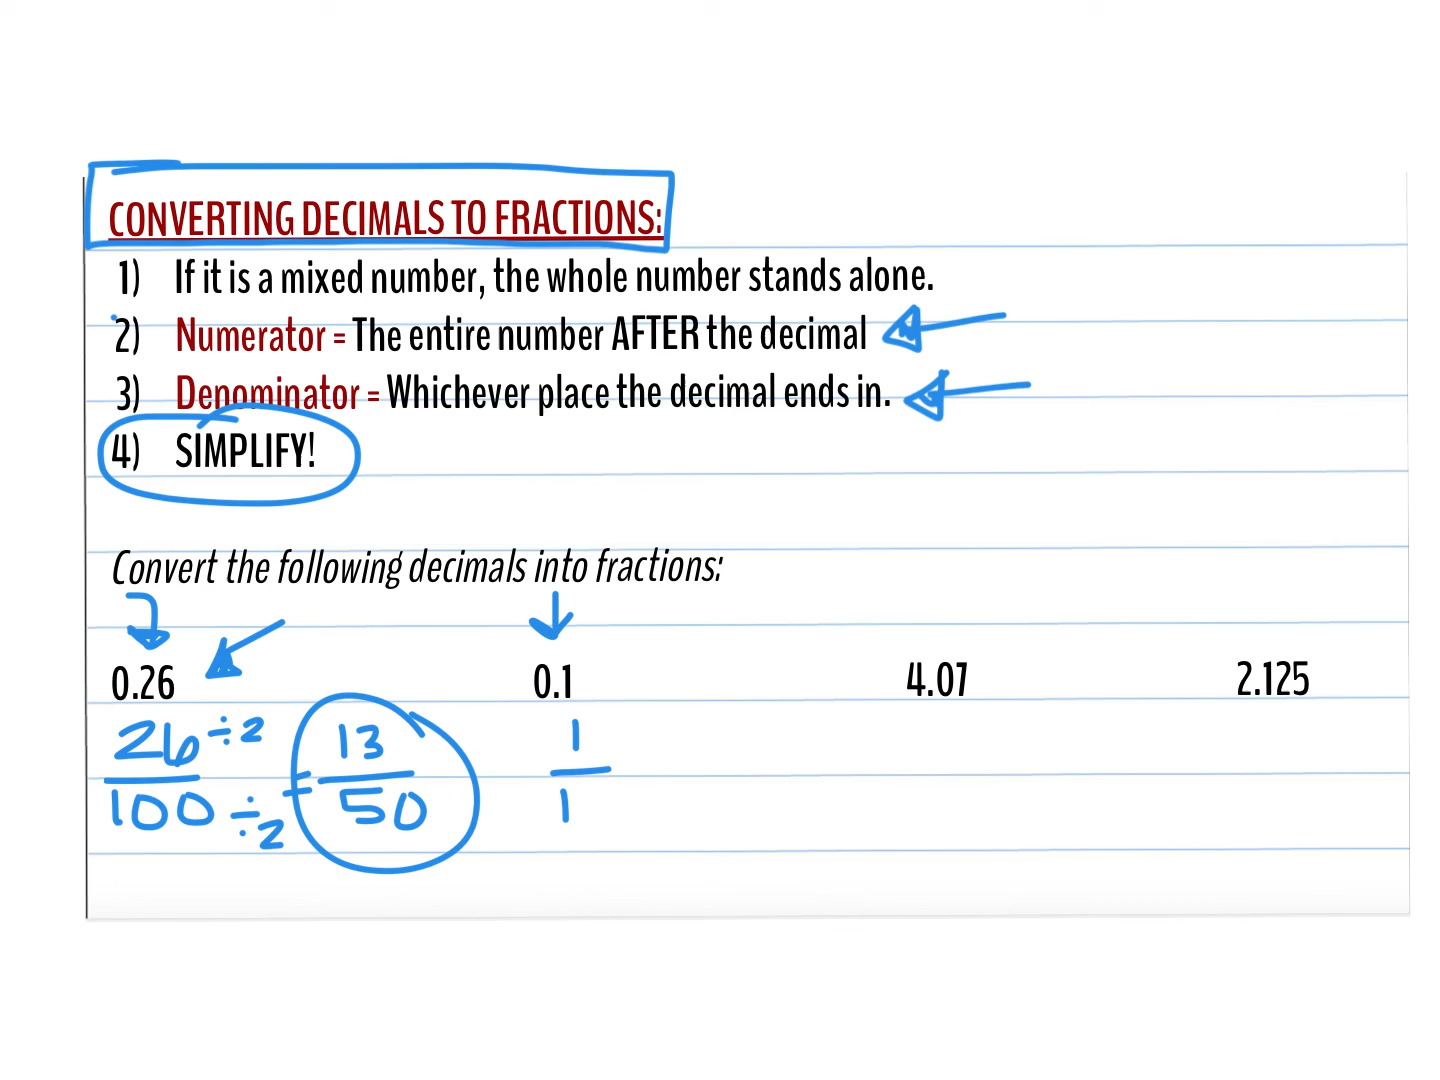 CONVERTING DECIMALS TO FRACTIONS:
1) If it is a mixed number, the whole number stands alone.
2) Numerator = The entire number AFTER the decimal
3) Denominator = Whichever place the decimal ends in.
4) SIMPLIFY!
Convert the following decimals into fractions:
0.26 0.1 4.07 2.125
26 ÷2 13 1
100 ÷2 = 50 1